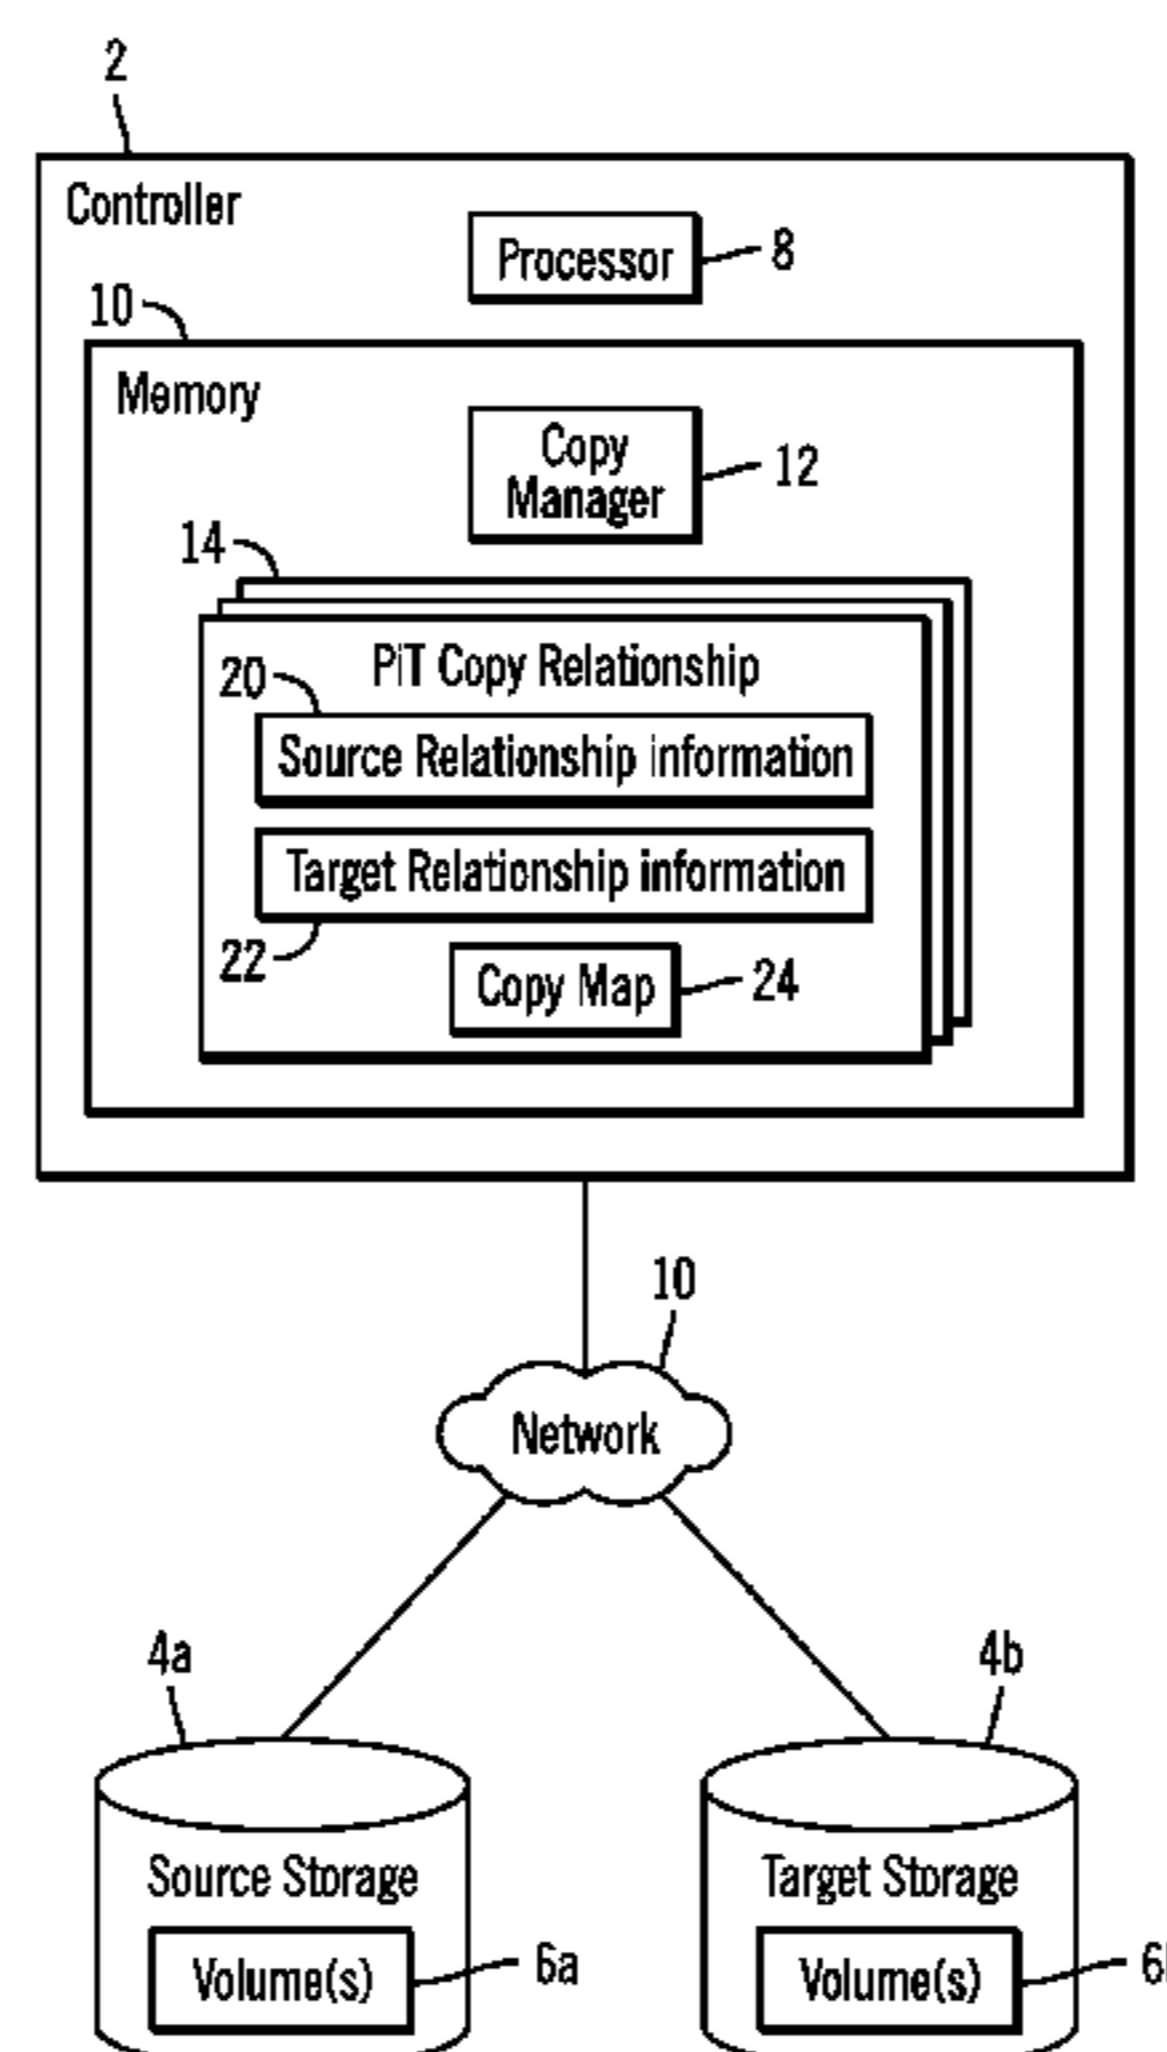 2
Controller
Processor
8
10
Memory
Copy
Manager
12
14
PiT Copy Relationship
20
Source Relationship information
Target Relationship information
22
Copy Map
24
10
Network
4a
4b
Source Storage
Target Storage
Volume(s)
6a
Volume(s)